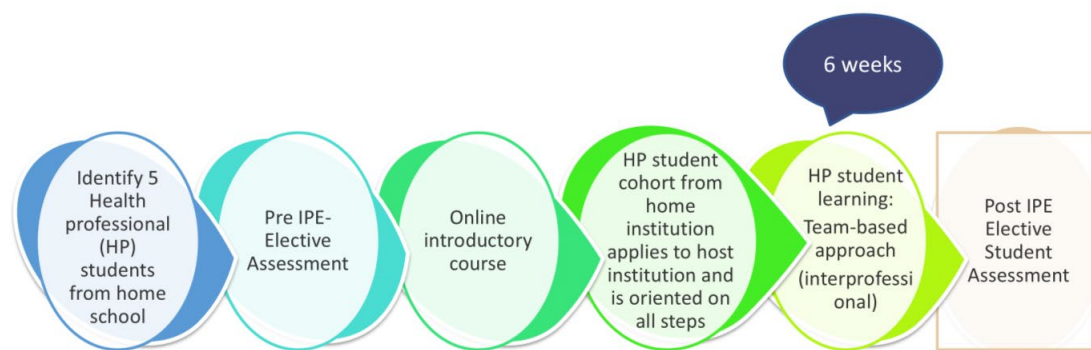 6 weeks
Identify 5
Health
professional
(HP)
students
from home
school
Pre IPE-
Elective
Assessment
Online
introductory
course
HP student
cohort from
home
institution
applies to host
institution and
is oriented on
all steps
HP student
learning:
Team-based
approach
(interprofessi
onal)
Post IPE
Elective
Student
Assessment